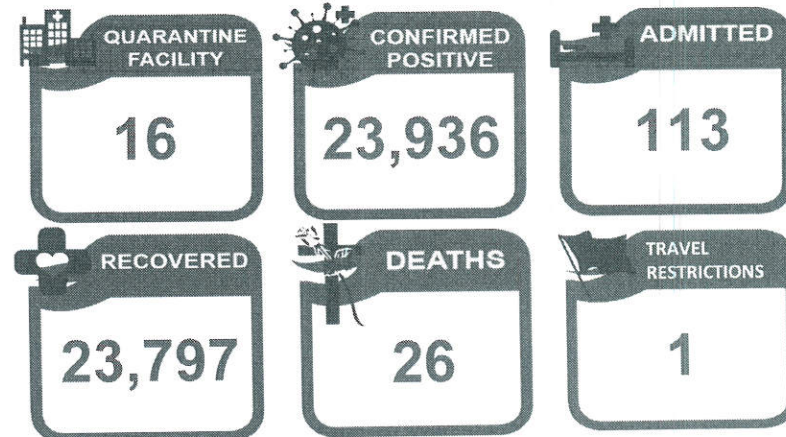 QUARANTINE
FACILITY
16
CONFIRMED
POSITIVE
23,936
ADMITTED
113
RECOVERED
23,797
DEATHS
26
TRAVEL
RESTRICTIONS
1